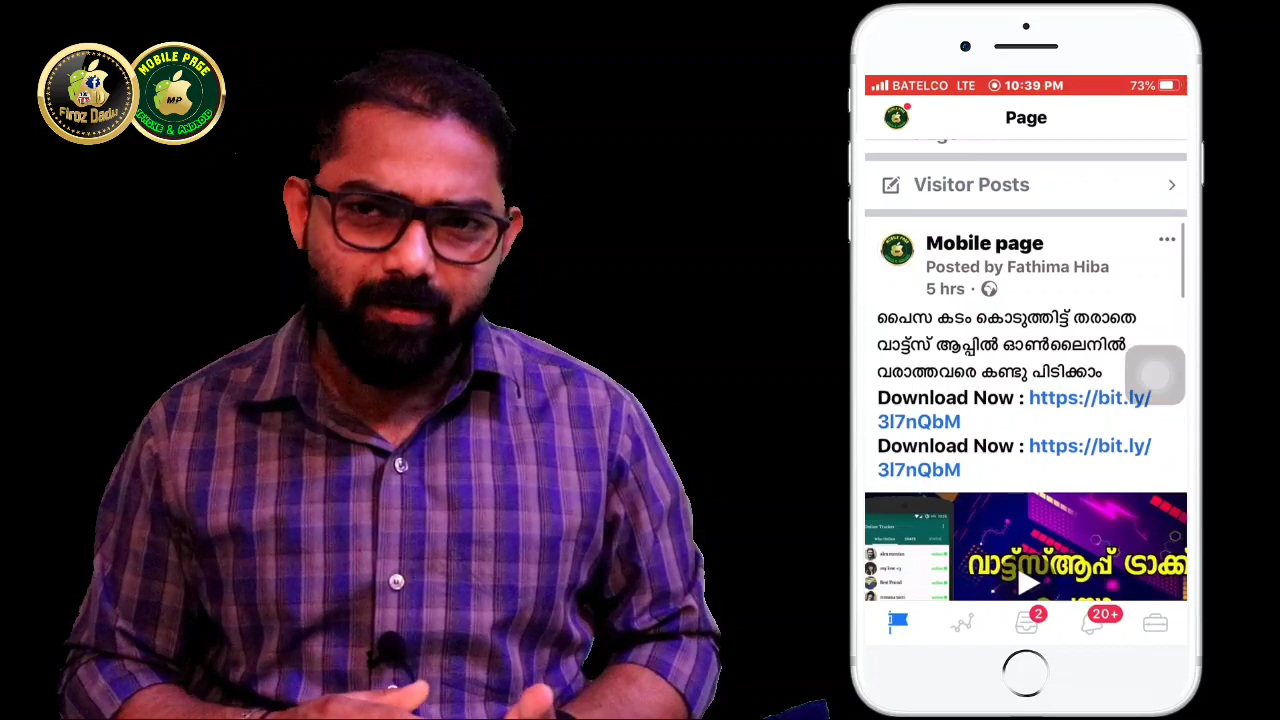 Firoz Dadu
MOBILE PAGE
MP
IPHONE & ANDROID
BATELCO LTE 10:39 PM 73%
Page
Visitor Posts
Mobile page
Posted by Fathima Hiba
5 hrs ·
പൈസ കടം കൊടുത്തിട്ട് തരാതെ
വാട്ട്സ് ആപ്പിൽ ഓൺലൈനിൽ
വരാത്തവരെ കണ്ടു പിടിക്കാം
Download Now : https://bit.ly/
3l7nQbM
Download Now : https://bit.ly/
3l7nQbM
വാട്ട്സ്ആപ്പ് ട്രാക്ക്
2
20+